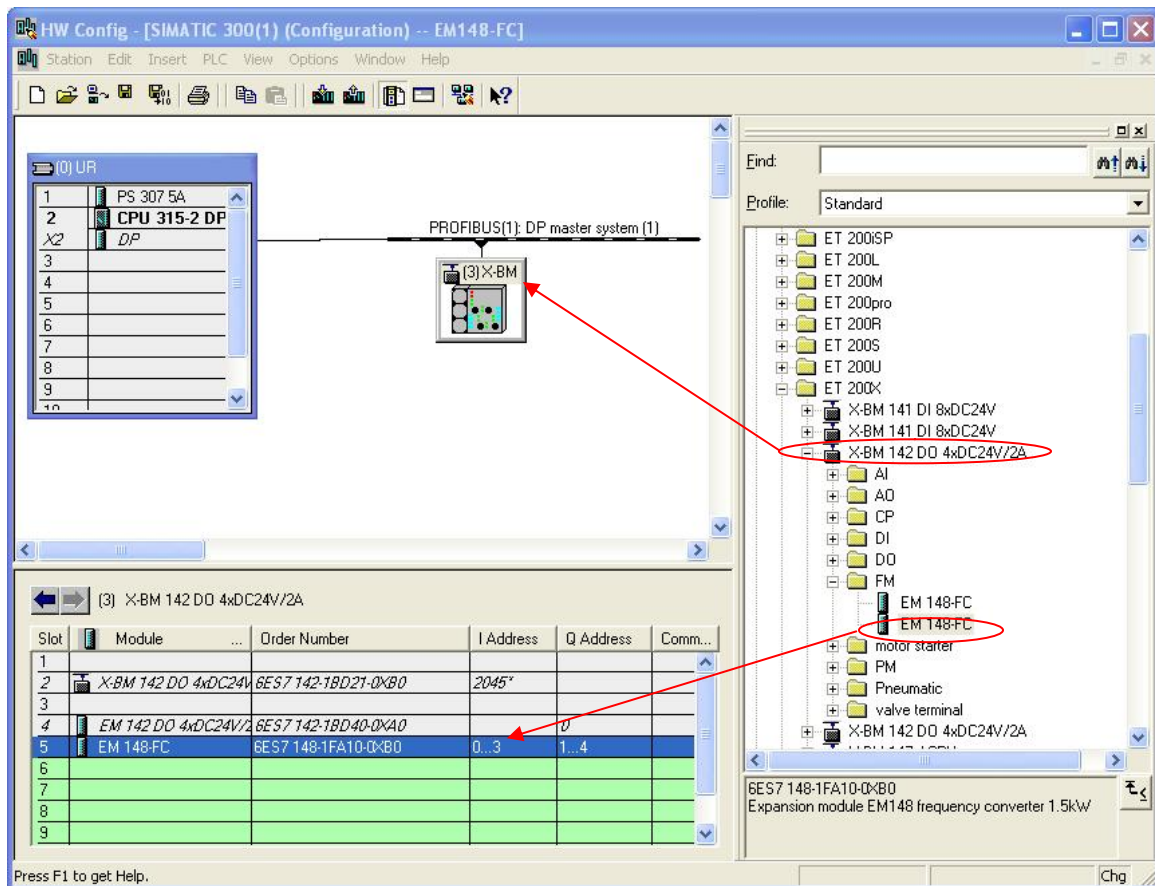 HW Config - [SIMATIC 300(1) (Configuration) -- EM148-FC]
Station Edit Insert PLC View Options Window Help
(0) UR
1 PS 307 5A
2 CPU 315-2 DP
X2 DP
3
4
5
6
7
8
9
10
PROFIBUS(1): DP master system (1)
(3) X-BM
Find:
Profile: Standard
ET 200iSP
ET 200L
ET 200M
ET 200pro
ET 200R
ET 200S
ET 200U
ET 200X
X-BM 141 DI 8xDC24V
X-BM 141 DI 8xDC24V
X-BM 142 DO 4xDC24V/2A
AI
AO
CP
DI
DO
FM
EM 148-FC
EM 148-FC
motor starter
PM
Pneumatic
valve terminal
X-BM 142 DO 4xDC24V/2A
6ES7 148-1FA10-0XB0
Expansion module EM148 frequency converter 1.5kW
(3) X-BM 142 DO 4xDC24V/2A
Slot Module ... Order Number I Address Q Address Comm...
1
2 X-BM 142 DO 4xDC24V 6ES7 142-1BD21-0XB0 2045*
3
4 EM 142 DO 4xDC24V/2 6ES7 142-1BD40-0XA0 0
5 EM 148-FC 6ES7 148-1FA10-0XB0 0...3 1...4
6
7
8
9
Press F1 to get Help.
Chg